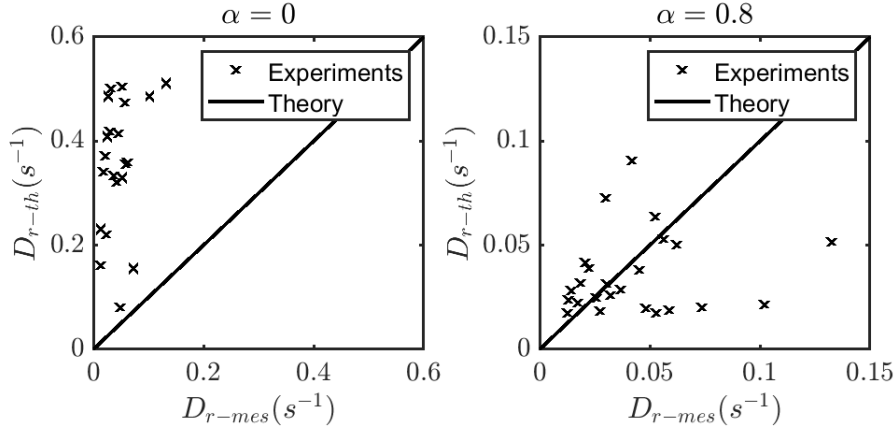 α = 0
0.6
0.4
0.2
0
0 0.2 0.4 0.6
D_{r−th}(s^{−1})
D_{r−mes}(s^{−1})
Experiments
Theory
α = 0.8
0.15
0.1
0.05
0
0 0.05 0.1 0.15
D_{r−th}(s^{−1})
D_{r−mes}(s^{−1})
Experiments
Theory